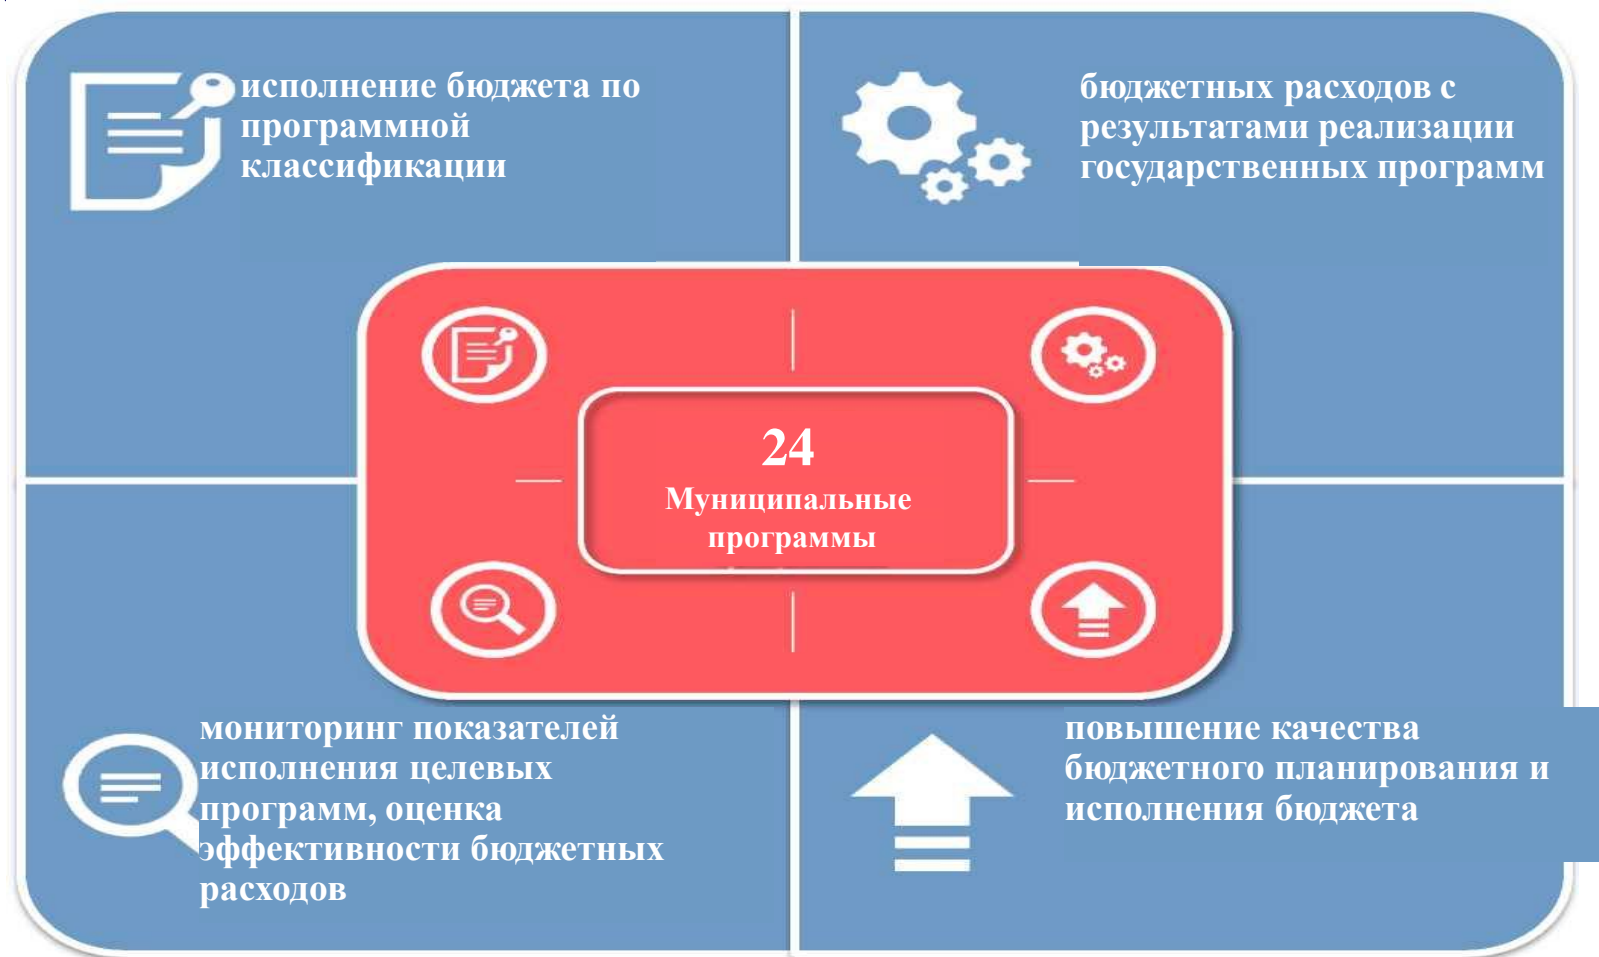 исполнение бюджета по
программной
классификации
бюджетных расходов с
результатами реализации
государственных программ
24
Муниципальные
программы
мониторинг показателей
исполнения целевых
программ, оценка
эффективности бюджетных
расходов
повышение качества
бюджетного планирования и
исполнения бюджета